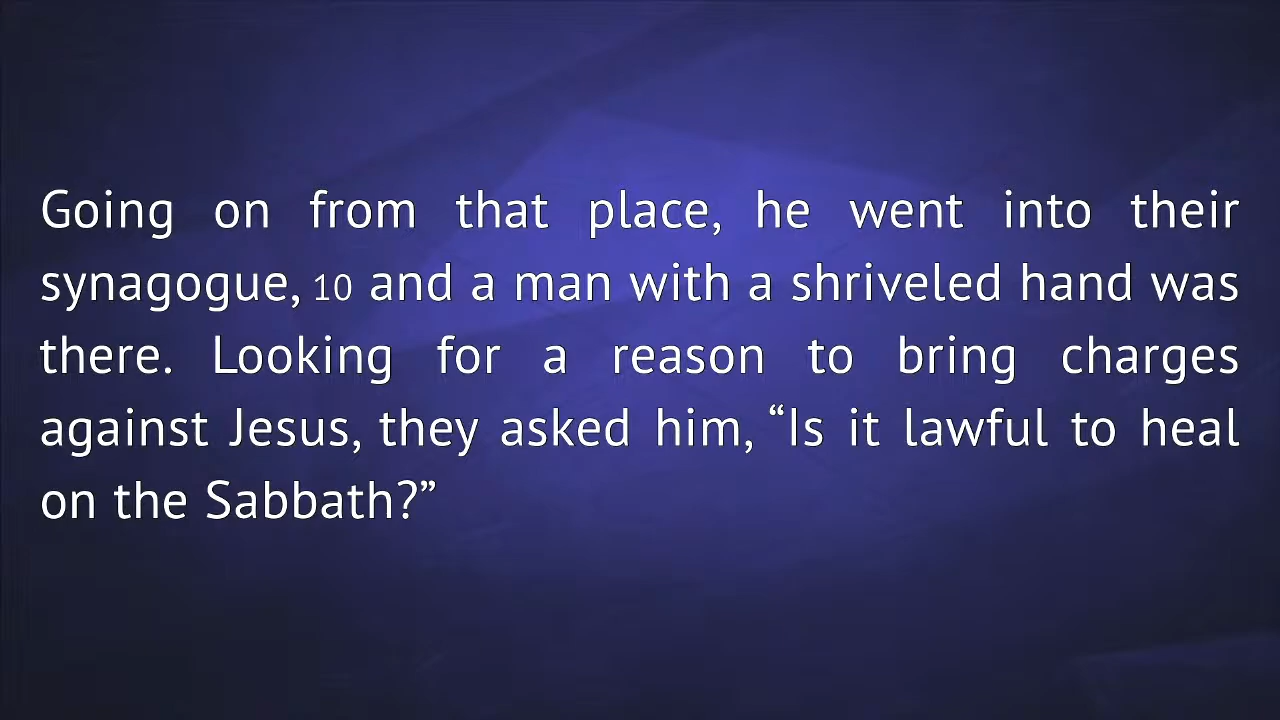 Going on from that place, he went into their
synagogue, 10 and a man with a shriveled hand was
there. Looking for a reason to bring charges
against Jesus, they asked him, “Is it lawful to heal
on the Sabbath?”